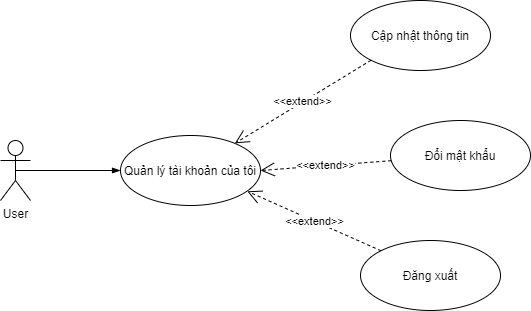 Cập nhật thông tin
<<extend>>
Đổi mật khẩu
<<extend>>
Quản lý tài khoản của tôi
User
<<extend>>
Đăng xuất